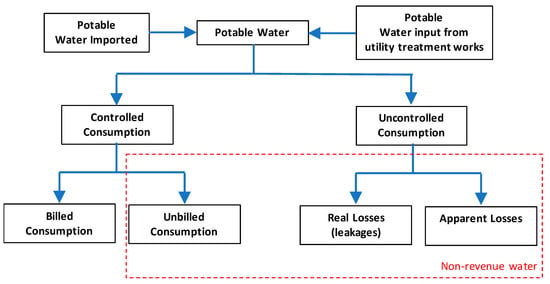 Potable
Water Imported
Potable Water
Potable
Water input from
utility treatment works
Controlled
Consumption
Uncontrolled
Consumption
Billed
Consumption
Unbilled
Consumption
Real Losses
(leakages)
Apparent Losses
Non-revenue water